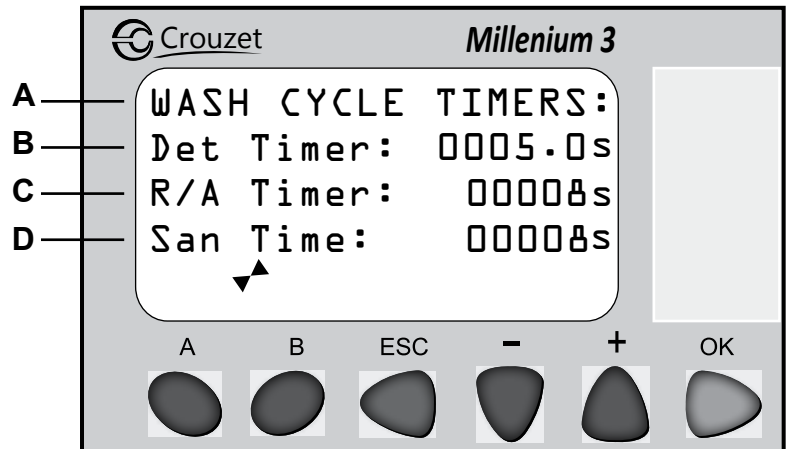 Crouzet Millenium 3
A WASH CYCLE TIMERS:
B Det Timer: 0005.0s
C R/A Timer: 00008s
D San Time: 00008s
A B ESC - + OK